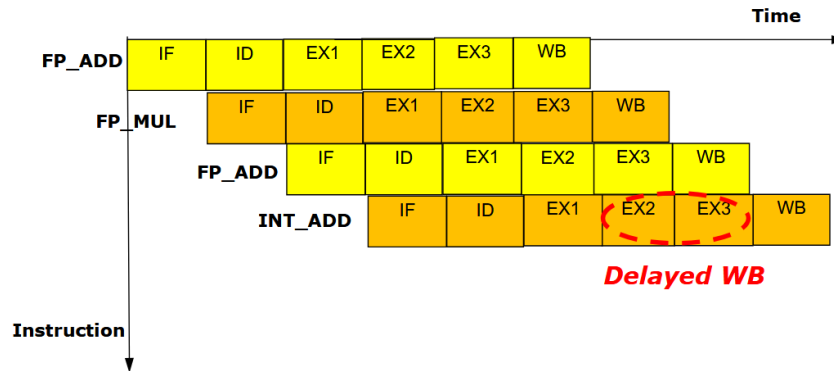 Time
FP_ADD IF ID EX1 EX2 EX3 WB
FP_MUL IF ID EX1 EX2 EX3 WB
FP_ADD IF ID EX1 EX2 EX3 WB
INT_ADD IF ID EX1 EX2 EX3 WB
Delayed WB
Instruction